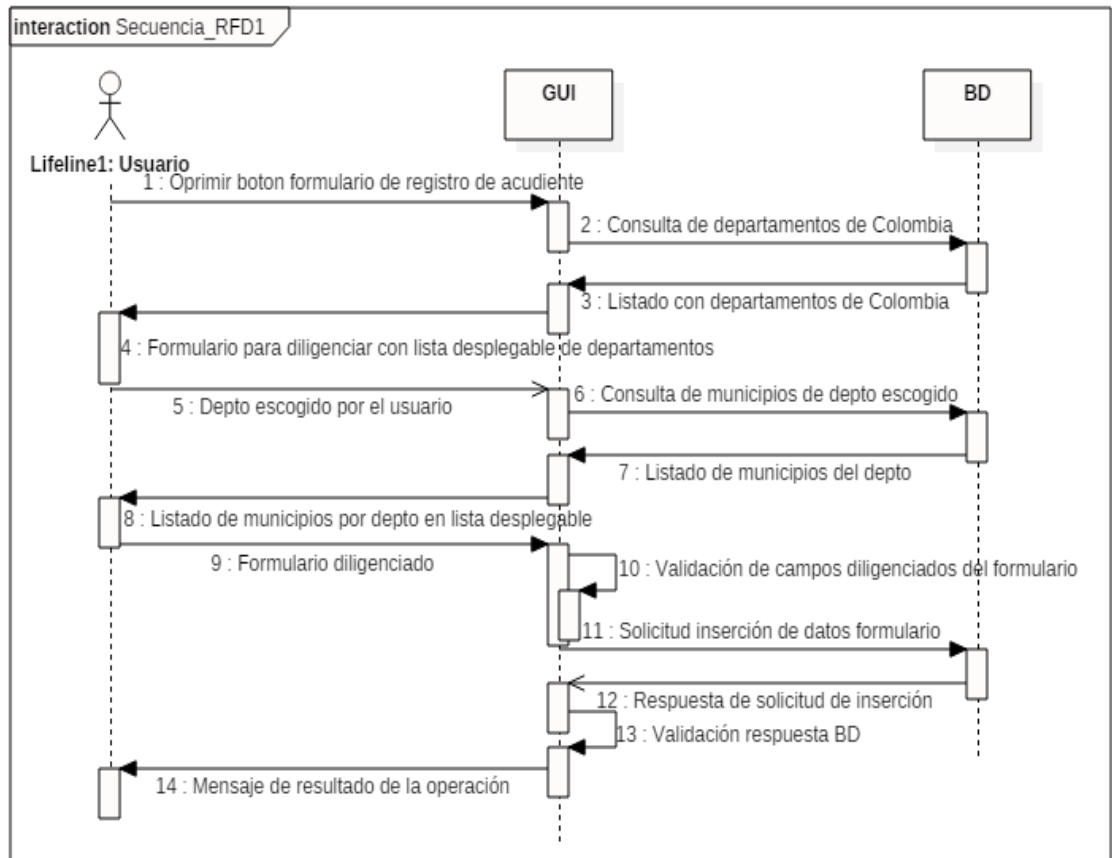 interaction Secuencia_RFD1
GUI
BD
Lifeline1: Usuario
1 : Oprimir boton formulario de registro de acudiente
2 : Consulta de departamentos de Colombia
3 : Listado con departamentos de Colombia
4 : Formulario para diligenciar con lista desplegable de departamentos
5 : Depto escogido por el usuario
6 : Consulta de municipios de depto escogido
7 : Listado de municipios del depto
8 : Listado de municipios por depto en lista desplegable
9 : Formulario diligenciado
10 : Validación de campos diligenciados del formulario
11 : Solicitud inserción de datos formulario
12 : Respuesta de solicitud de inserción
13 : Validación respuesta BD
14 : Mensaje de resultado de la operación